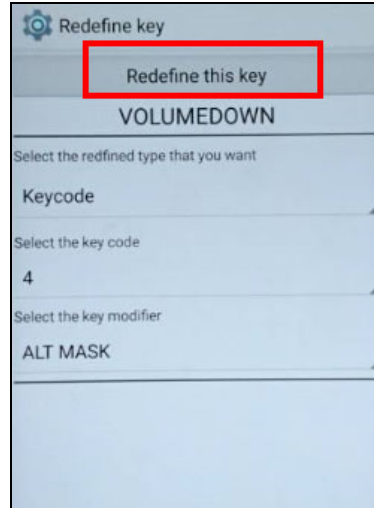 Redefine key
Redefine this key
VOLUMEDOWN
Select the redfined type that you want
Keycode
Select the key code
4
Select the key modifier
ALT MASK